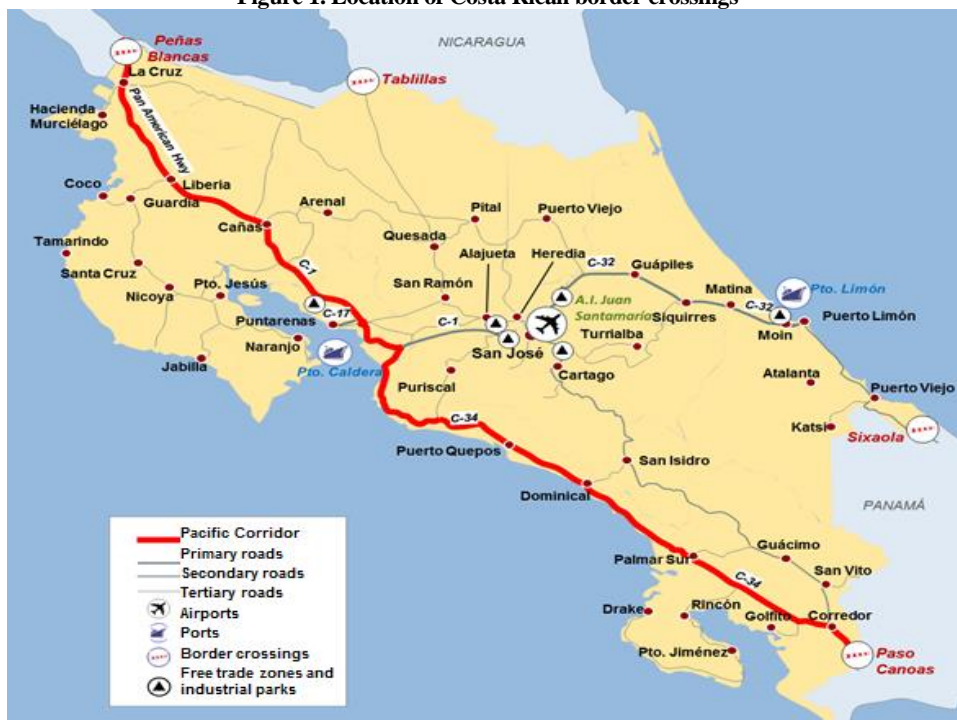 Figure 1. Location of Costa Rican border crossings
NICARAGUA
Peñas
Blancas
La Cruz
Tablillas
Hacienda
Murciélago
Pan American Hwy
Coco
Liberia
Guardia
Cañas
Arenal
Pital
Puerto Viejo
Tamarindo
Quesada
Alajueta
Heredia
C-32
Guápiles
Santa Cruz
C-1
San Ramón
Matina
Pto. Limón
Nicoya
Pto. Jesús
C-17
A.I. Juan
Santamaría
Siquirres
C-32
Puerto Limón
Puntarenas
C-1
Turrialba
Moin
Naranjo
San José
Jabilla
Pto. Caldera
Puriscal
Cartago
Atalanta
Puerto Viejo
C-34
Katsi
Sixaola
Puerto Quepos
San Isidro
Dominical
PANAMÁ
Guácimo
Palmar Sur
San Vito
C-34
Drake
Rincón
Golfito
Corredor
Pto. Jiménez
Paso
Canoas
Pacific Corridor
Primary roads
Secondary roads
Tertiary roads
Airports
Ports
Border crossings
Free trade zones and
industrial parks